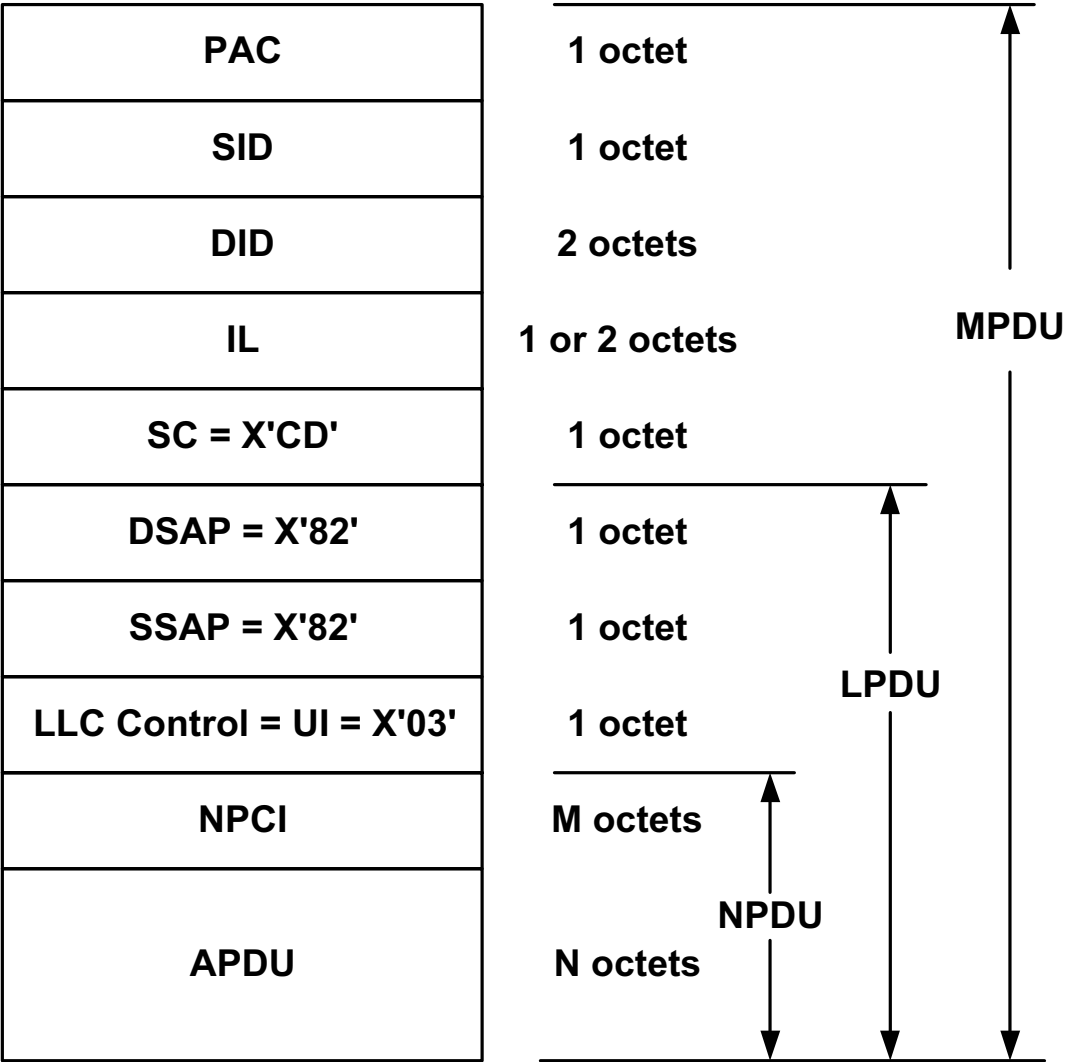 PAC 1 octet
SID 1 octet
DID 2 octets
IL 1 or 2 octets MPDU
SC = X'CD' 1 octet
DSAP = X'82' 1 octet
SSAP = X'82' 1 octet
LPDU
LLC Control = UI = X'03' 1 octet
NPCI M octets
NPDU
APDU N octets